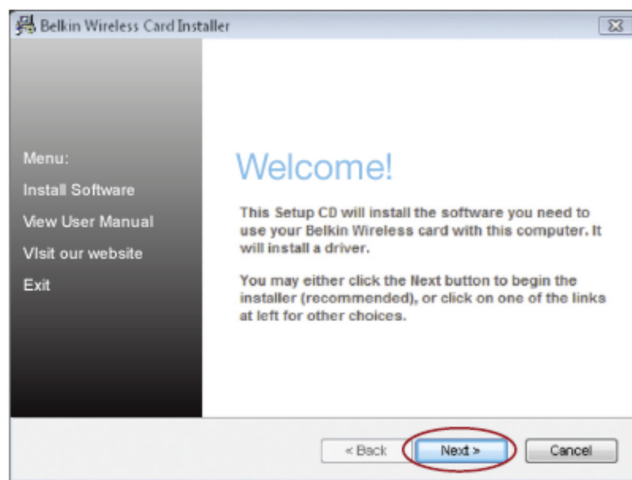 Belkin Wireless Card Installer
Menu:
Install Software
View User Manual
VIsit our website
Exit
Welcome!
This Setup CD will install the software you need to
use your Belkin Wireless card with this computer. It
will install a driver.
You may either click the Next button to begin the
installer (recommended), or click on one of the links
at left for other choices.
< Back
Next >
Cancel